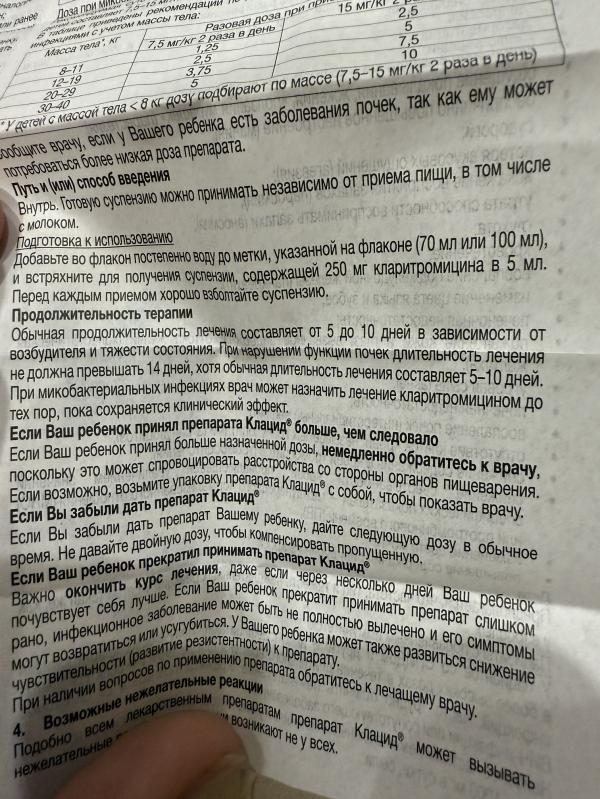 Доза при микоба
В таблице приведены рекомендации по
инфекциями с учетом массы тела:
Разовая доза при при
Масса тела*, кг
7,5 мг/кг 2 раза в день
15 мг/кг 2 ра
8–11 1,25 2,5
12–19 2,5 5
20–29 3,75 7,5
30–40 5 10
* У детей с массой тела < 8 кг дозу подбирают по массе (7,5–15 мг/кг 2 раза в день)
ообщите врачу, если у Вашего ребенка есть заболевания почек, так как ему может
потребоваться более низкая доза препарата.
Путь и (или) способ введения
Внутрь. Готовую суспензию можно принимать независимо от приема пищи, в том числе
с молоком.
Подготовка к использованию
Добавьте во флакон постепенно воду до метки, указанной на флаконе (70 мл или 100 мл),
и встряхните для получения суспензии, содержащей 250 мг кларитромицина в 5 мл.
Перед каждым приемом хорошо взболтайте суспензию.
Продолжительность терапии
Обычная продолжительность лечения составляет от 5 до 10 дней в зависимости от
возбудителя и тяжести состояния. При нарушении функции почек длительность лечения
не должна превышать 14 дней, хотя обычная длительность лечения составляет 5–10 дней.
При микобактериальных инфекциях врач может назначить лечение кларитромицином до
тех пор, пока сохраняется клинический эффект.
Если Ваш ребенок принял препарата Клацид® больше, чем следовало
Если Ваш ребенок принял больше назначенной дозы, немедленно обратитесь к врачу,
поскольку это может спровоцировать расстройства со стороны органов пищеварения.
Если возможно, возьмите упаковку препарата Клацид® с собой, чтобы показать врачу.
Если Вы забыли дать препарат Клацид®
Если Вы забыли дать препарат Вашему ребенку, дайте следующую дозу в обычное
время. Не давайте двойную дозу, чтобы компенсировать пропущенную.
Если Ваш ребенок прекратил принимать препарат Клацид®
Важно окончить курс лечения, даже если через несколько дней Ваш ребенок
почувствует себя лучше. Если Ваш ребенок прекратит принимать препарат слишком
рано, инфекционное заболевание может быть не полностью вылечено и его симптомы
могут возвратиться или усугубиться. У Вашего ребенка может также развиться снижение
чувствительности (развитие резистентности) к препарату.
При наличии вопросов по применению препарата обратитесь к лечащему врачу.
4. Возможные нежелательные реакции
Подобно всем лекарственным препаратам препарат Клацид® может вызывать
нежелательные возникают не у всех.